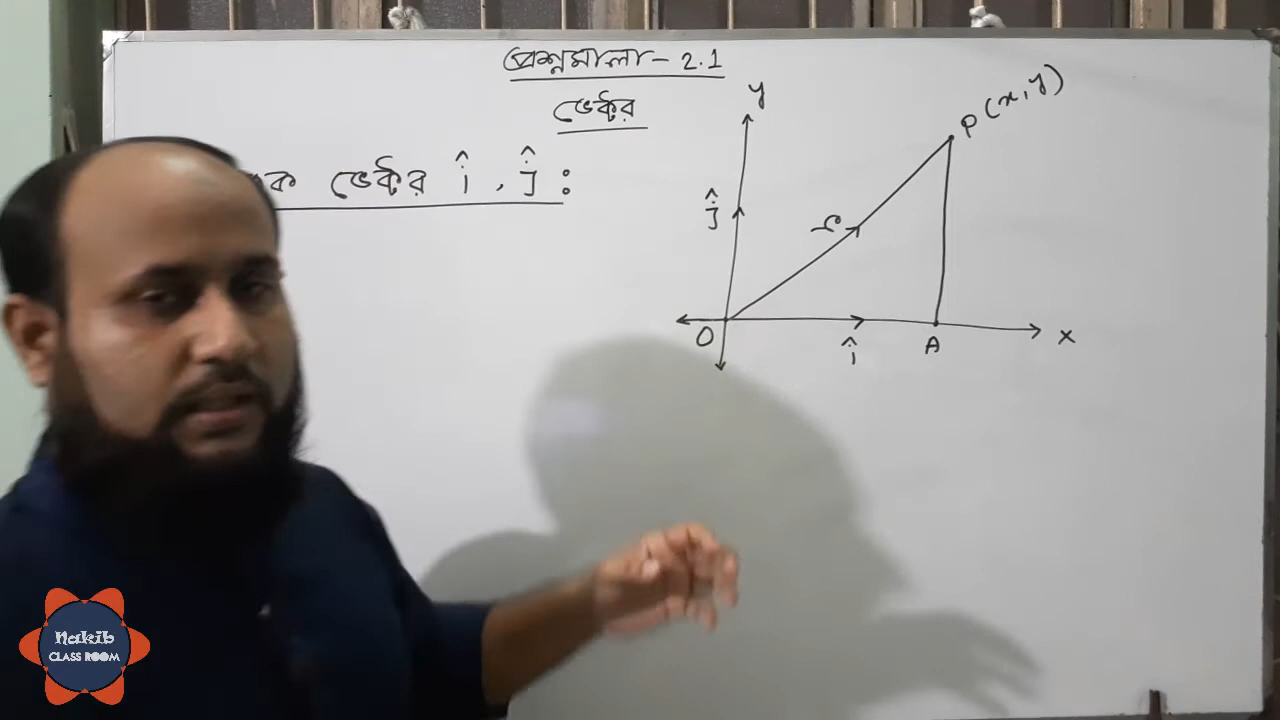 প্রশ্নমালা - 2.1
ভেক্টর
ভেক্টর î , ĵ :
y
P (x, y)
ĵ
r
O
î
A
x
Nakib
CLASS ROOM